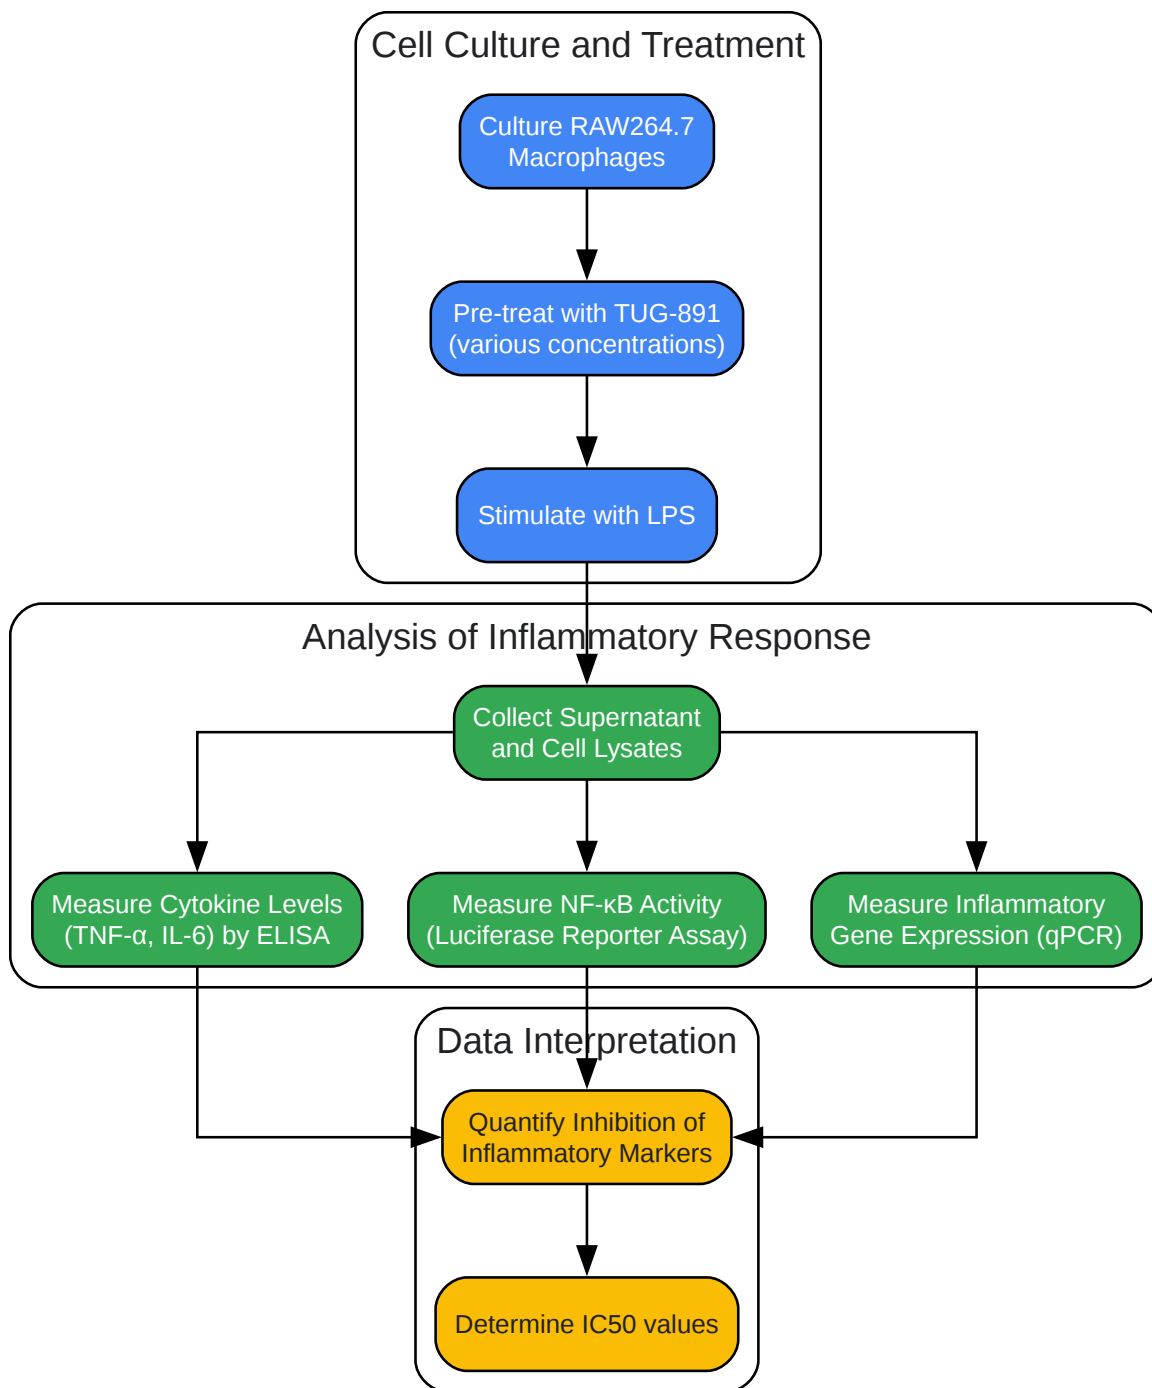 Cell Culture and Treatment
Culture RAW264.7
Macrophages
Pre-treat with TUG-891
(various concentrations)
Stimulate with LPS
Analysis of Inflammatory Response
Collect Supernatant
and Cell Lysates
Measure Cytokine Levels
(TNF-α, IL-6) by ELISA
Measure NF-κB Activity
(Luciferase Reporter Assay)
Measure Inflammatory
Gene Expression (qPCR)
Data Interpretation
Quantify Inhibition of
Inflammatory Markers
Determine IC50 values